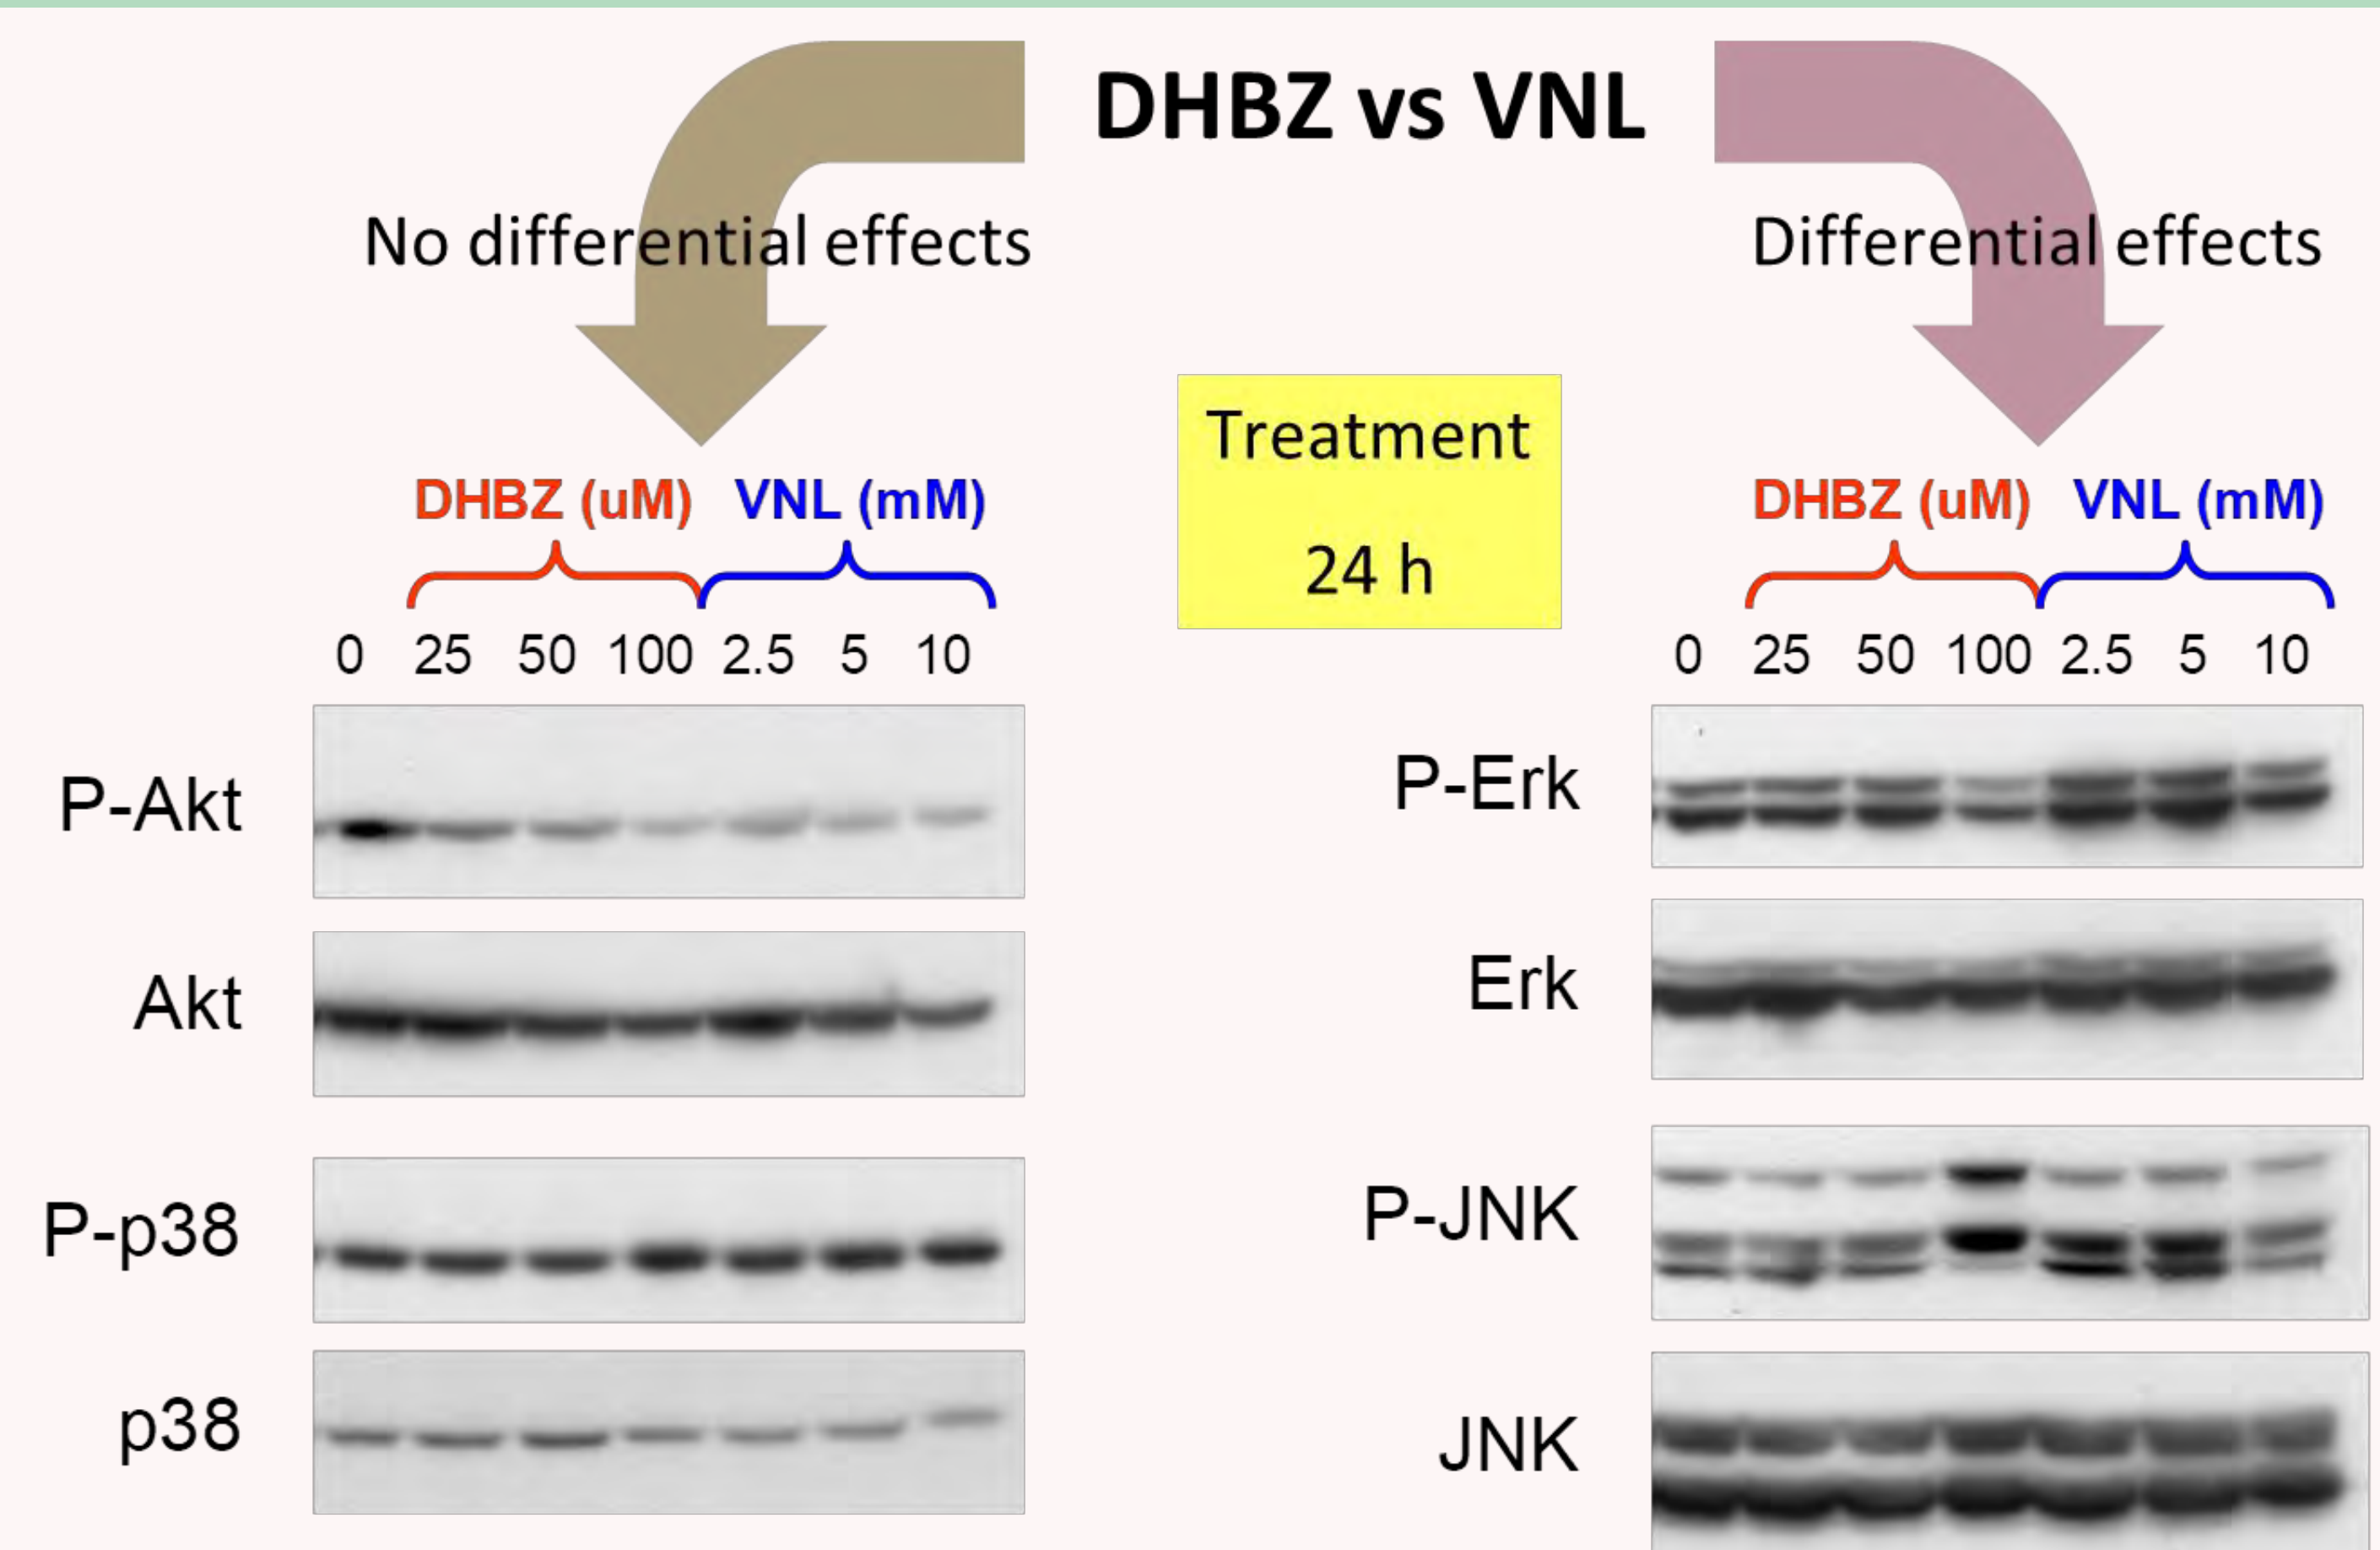 DHBZ vs VNL
No differential effects
Differential effects
Treatment
24 h
DHBZ (uM) VNL (mM)
0 25 50 100 2.5 5 10
P-Akt
Akt
P-p38
p38
DHBZ (uM) VNL (mM)
0 25 50 100 2.5 5 10
P-Erk
Erk
P-JNK
JNK